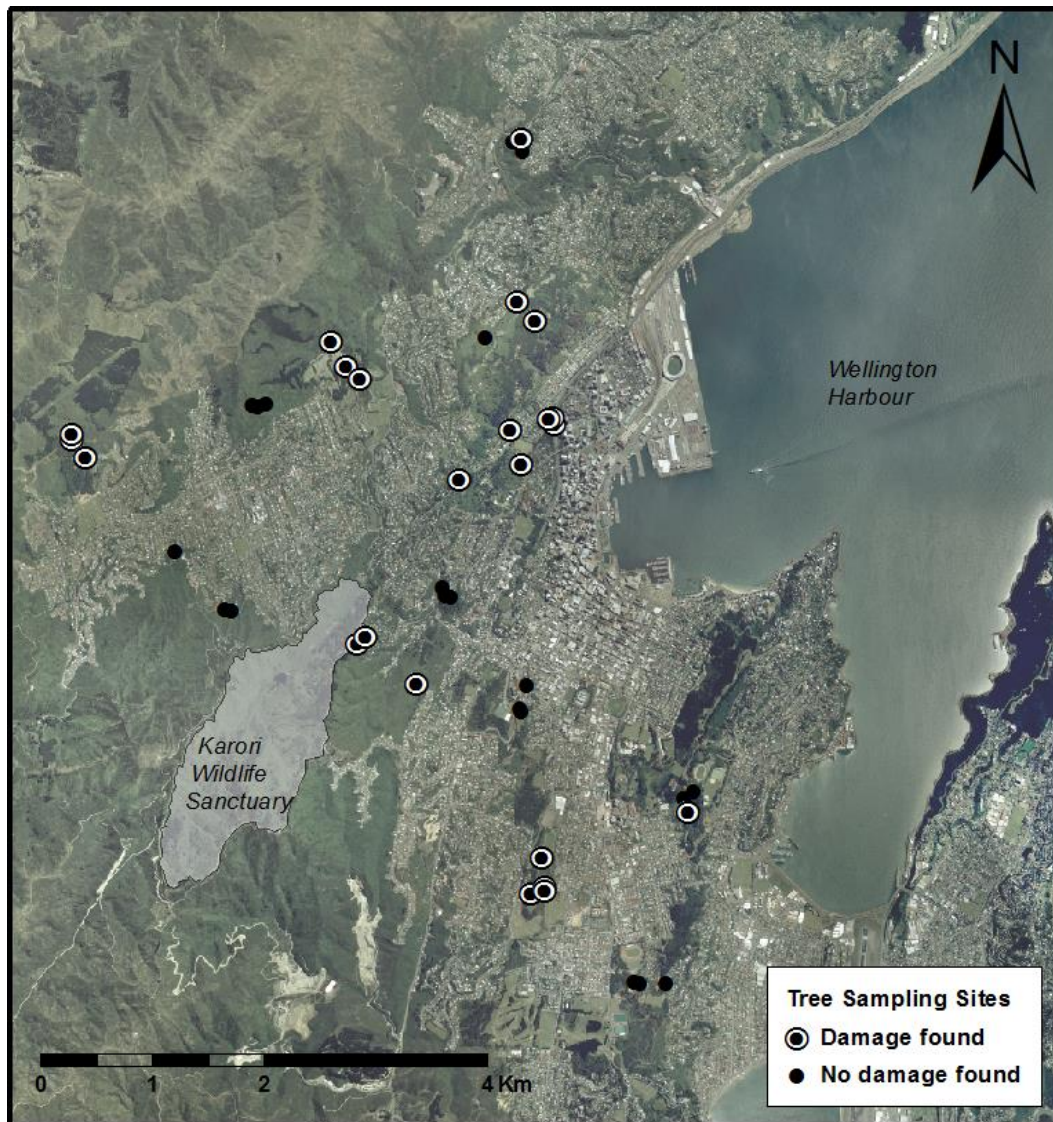 N
Wellington
Harbour
Karori
Wildlife
Sanctuary
Tree Sampling Sites
Damage found
No damage found
0 1 2 4 Km